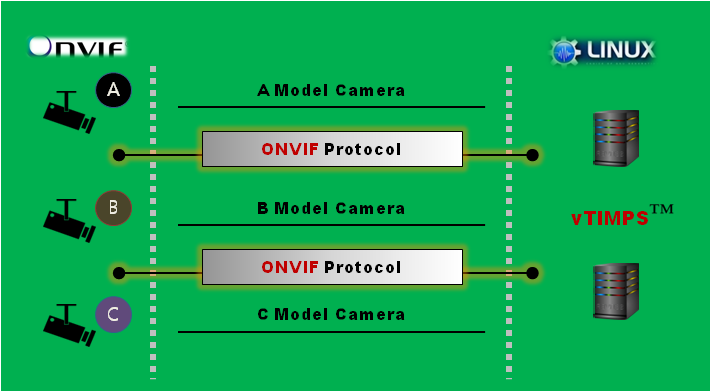 ONVIF
LINUX
A
A Model Camera
ONVIF Protocol
B
B Model Camera
vTIMPS™
ONVIF Protocol
C
C Model Camera